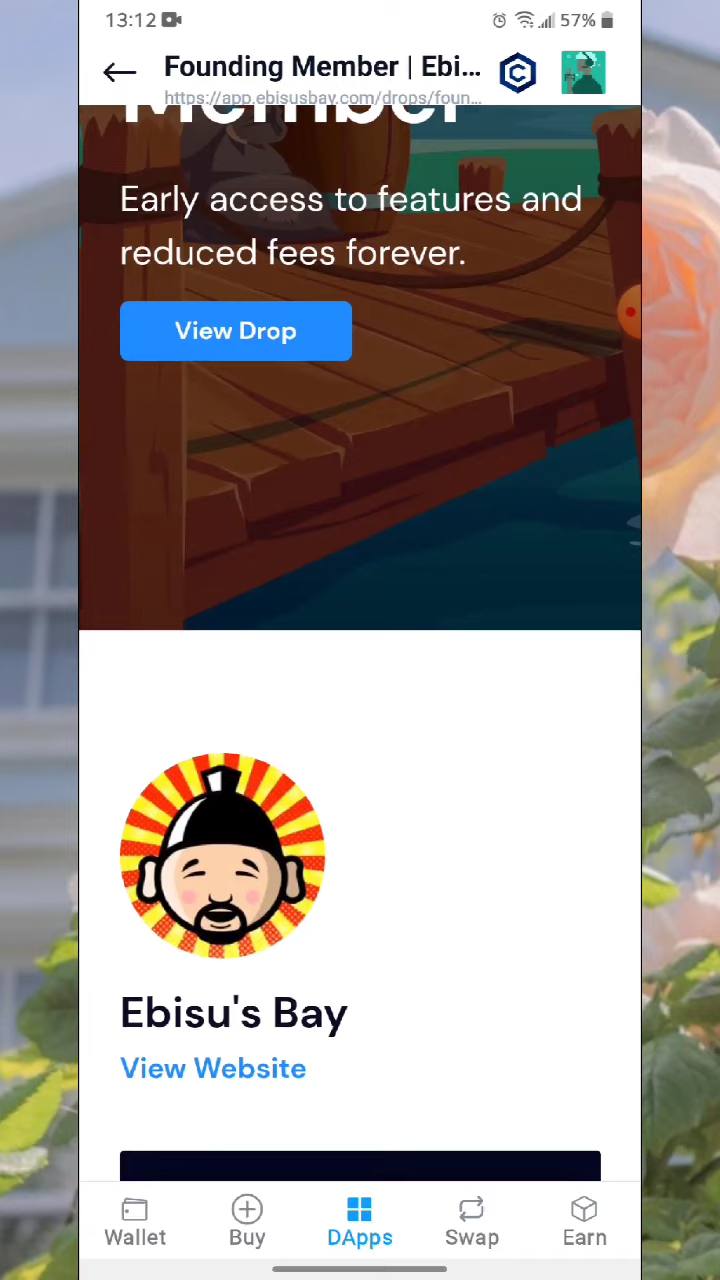 13:12
57%
Founding Member | Ebi...
https://app.ebisusbay.com/drops/foun...
Member
Early access to features and
reduced fees forever.
View Drop
Ebisu's Bay
View Website
Wallet
Buy
DApps
Swap
Earn